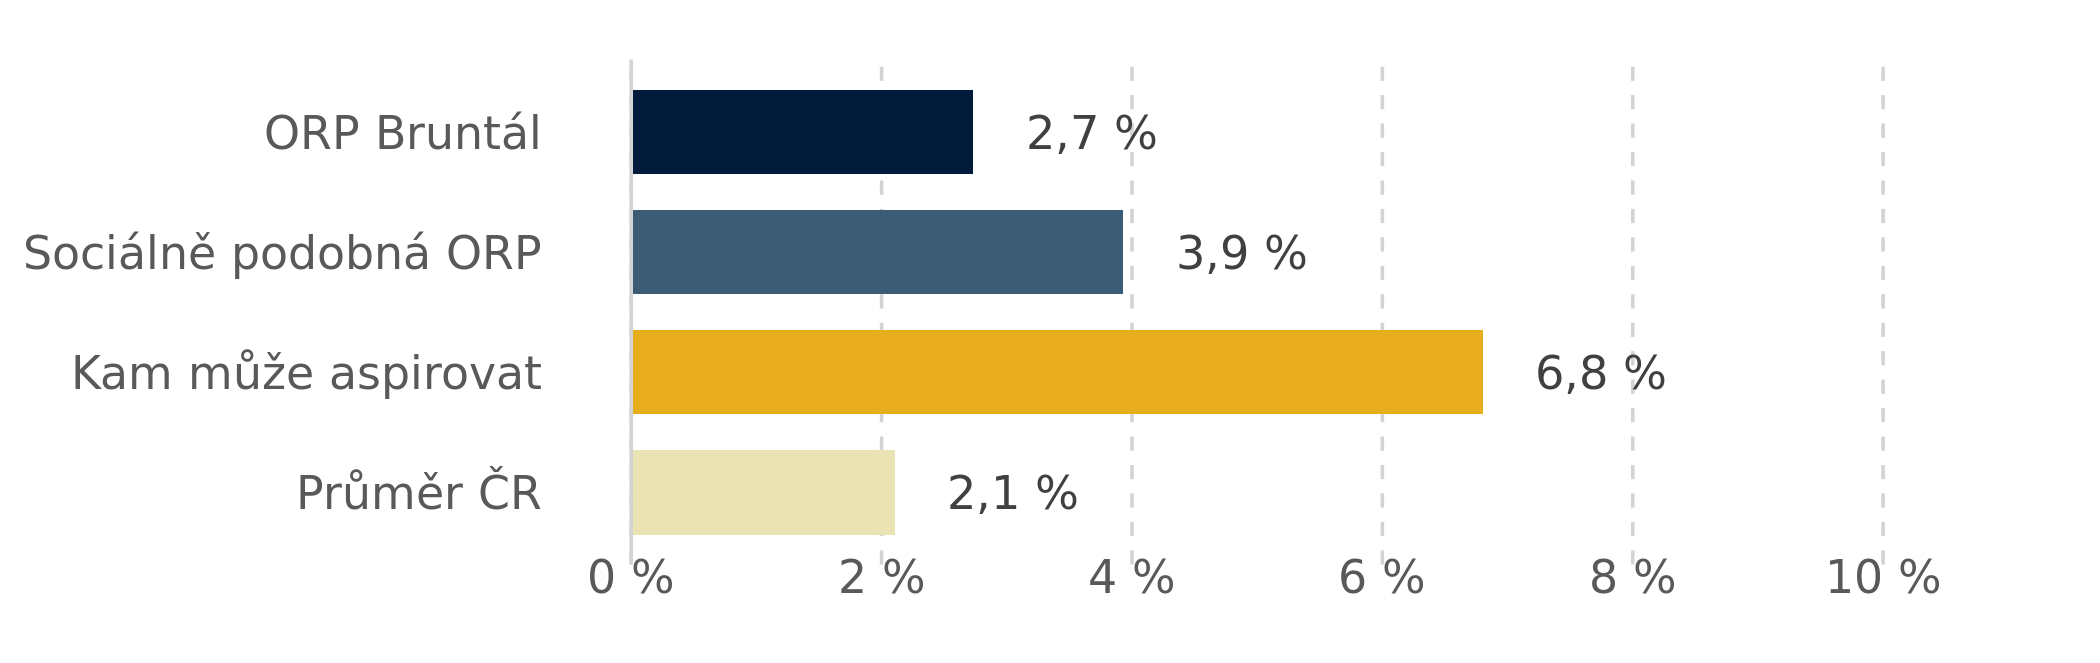 ORP Bruntál 2,7 %
Sociálně podobná ORP 3,9 %
Kam může aspirovat 6,8 %
Průměr ČR 2,1 %
0 % 2 % 4 % 6 % 8 % 10 %